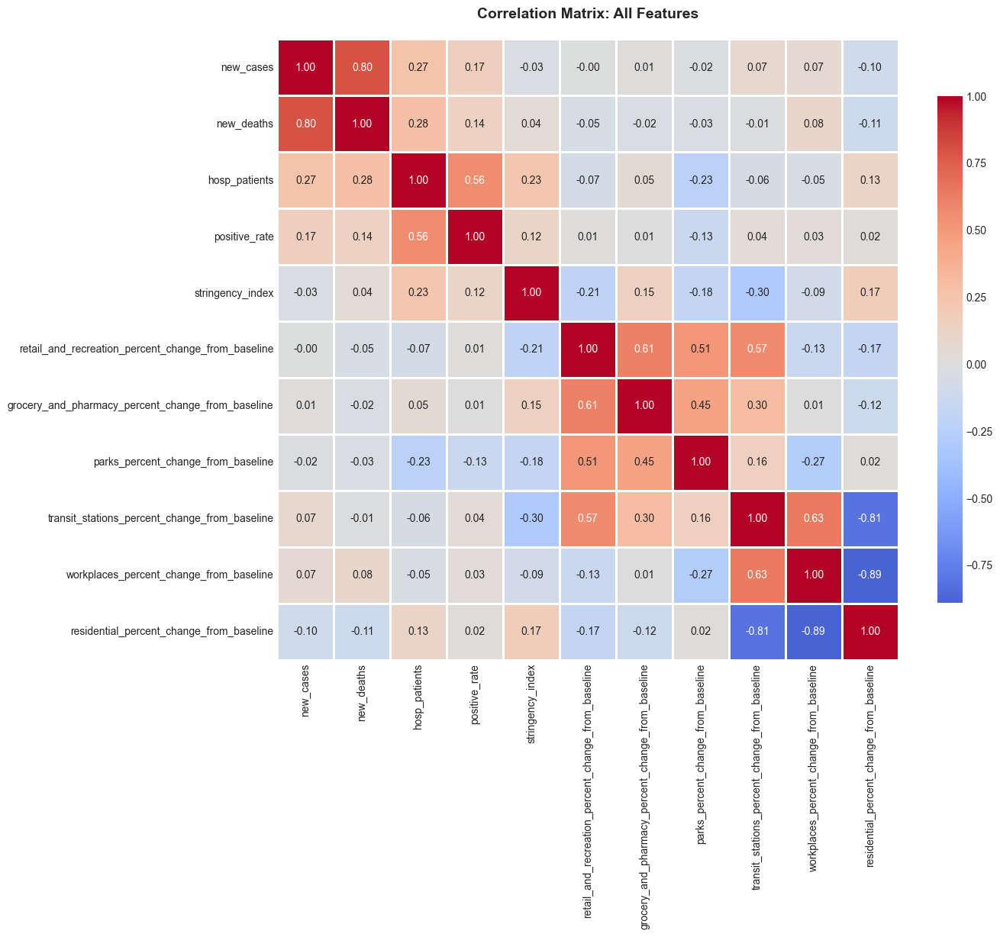 Correlation Matrix: All Features
new_cases 1.00 0.80 0.27 0.17 -0.03 -0.00 0.01 -0.02 0.07 0.07 -0.10
new_deaths 0.80 1.00 0.28 0.14 0.04 -0.05 -0.02 -0.03 -0.01 0.08 -0.11
hosp_patients 0.27 0.28 1.00 0.56 0.23 -0.07 0.05 -0.23 -0.06 -0.05 0.13
positive_rate 0.17 0.14 0.56 1.00 0.12 0.01 0.01 -0.13 0.04 0.03 0.02
stringency_index -0.03 0.04 0.23 0.12 1.00 -0.21 0.15 -0.18 -0.30 -0.09 0.17
retail_and_recreation_percent_change_from_baseline -0.00 -0.05 -0.07 0.01 -0.21 1.00 0.61 0.51 0.57 -0.13 -0.17
grocery_and_pharmacy_percent_change_from_baseline 0.01 -0.02 0.05 0.01 0.15 0.61 1.00 0.45 0.30 0.01 -0.12
parks_percent_change_from_baseline -0.02 -0.03 -0.23 -0.13 -0.18 0.51 0.45 1.00 0.16 -0.27 0.02
transit_stations_percent_change_from_baseline 0.07 -0.01 -0.06 0.04 -0.30 0.57 0.30 0.16 1.00 0.63 -0.81
workplaces_percent_change_from_baseline 0.07 0.08 -0.05 0.03 -0.09 -0.13 0.01 -0.27 0.63 1.00 -0.89
residential_percent_change_from_baseline -0.10 -0.11 0.13 0.02 0.17 -0.17 -0.12 0.02 -0.81 -0.89 1.00
new_cases
new_deaths
hosp_patients
positive_rate
stringency_index
retail_and_recreation_percent_change_from_baseline
grocery_and_pharmacy_percent_change_from_baseline
parks_percent_change_from_baseline
transit_stations_percent_change_from_baseline
workplaces_percent_change_from_baseline
residential_percent_change_from_baseline
1.00
0.75
0.50
0.25
0.00
−0.25
−0.50
−0.75